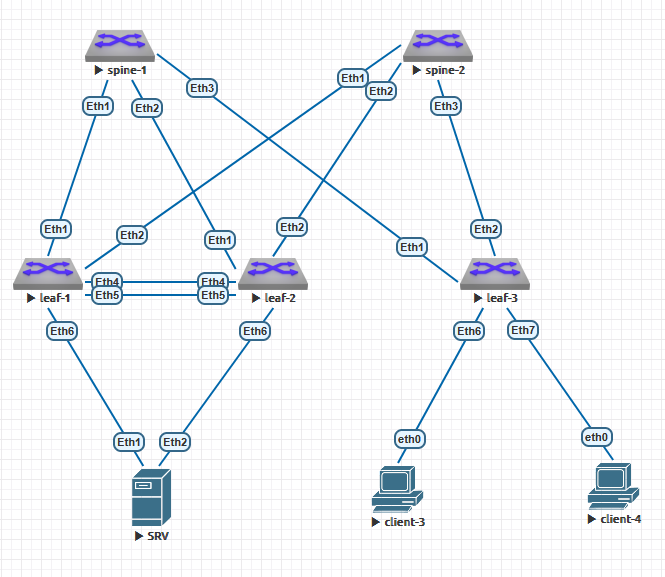 spine-1
spine-2
Eth3
Eth1
Eth2
Eth1
Eth2
Eth3
Eth1
Eth2
Eth1
Eth2
Eth1
Eth2
Eth4
Eth4
Eth5
Eth5
leaf-1
leaf-2
leaf-3
Eth6
Eth6
Eth6
Eth7
Eth1
Eth2
eth0
eth0
SRV
client-3
client-4